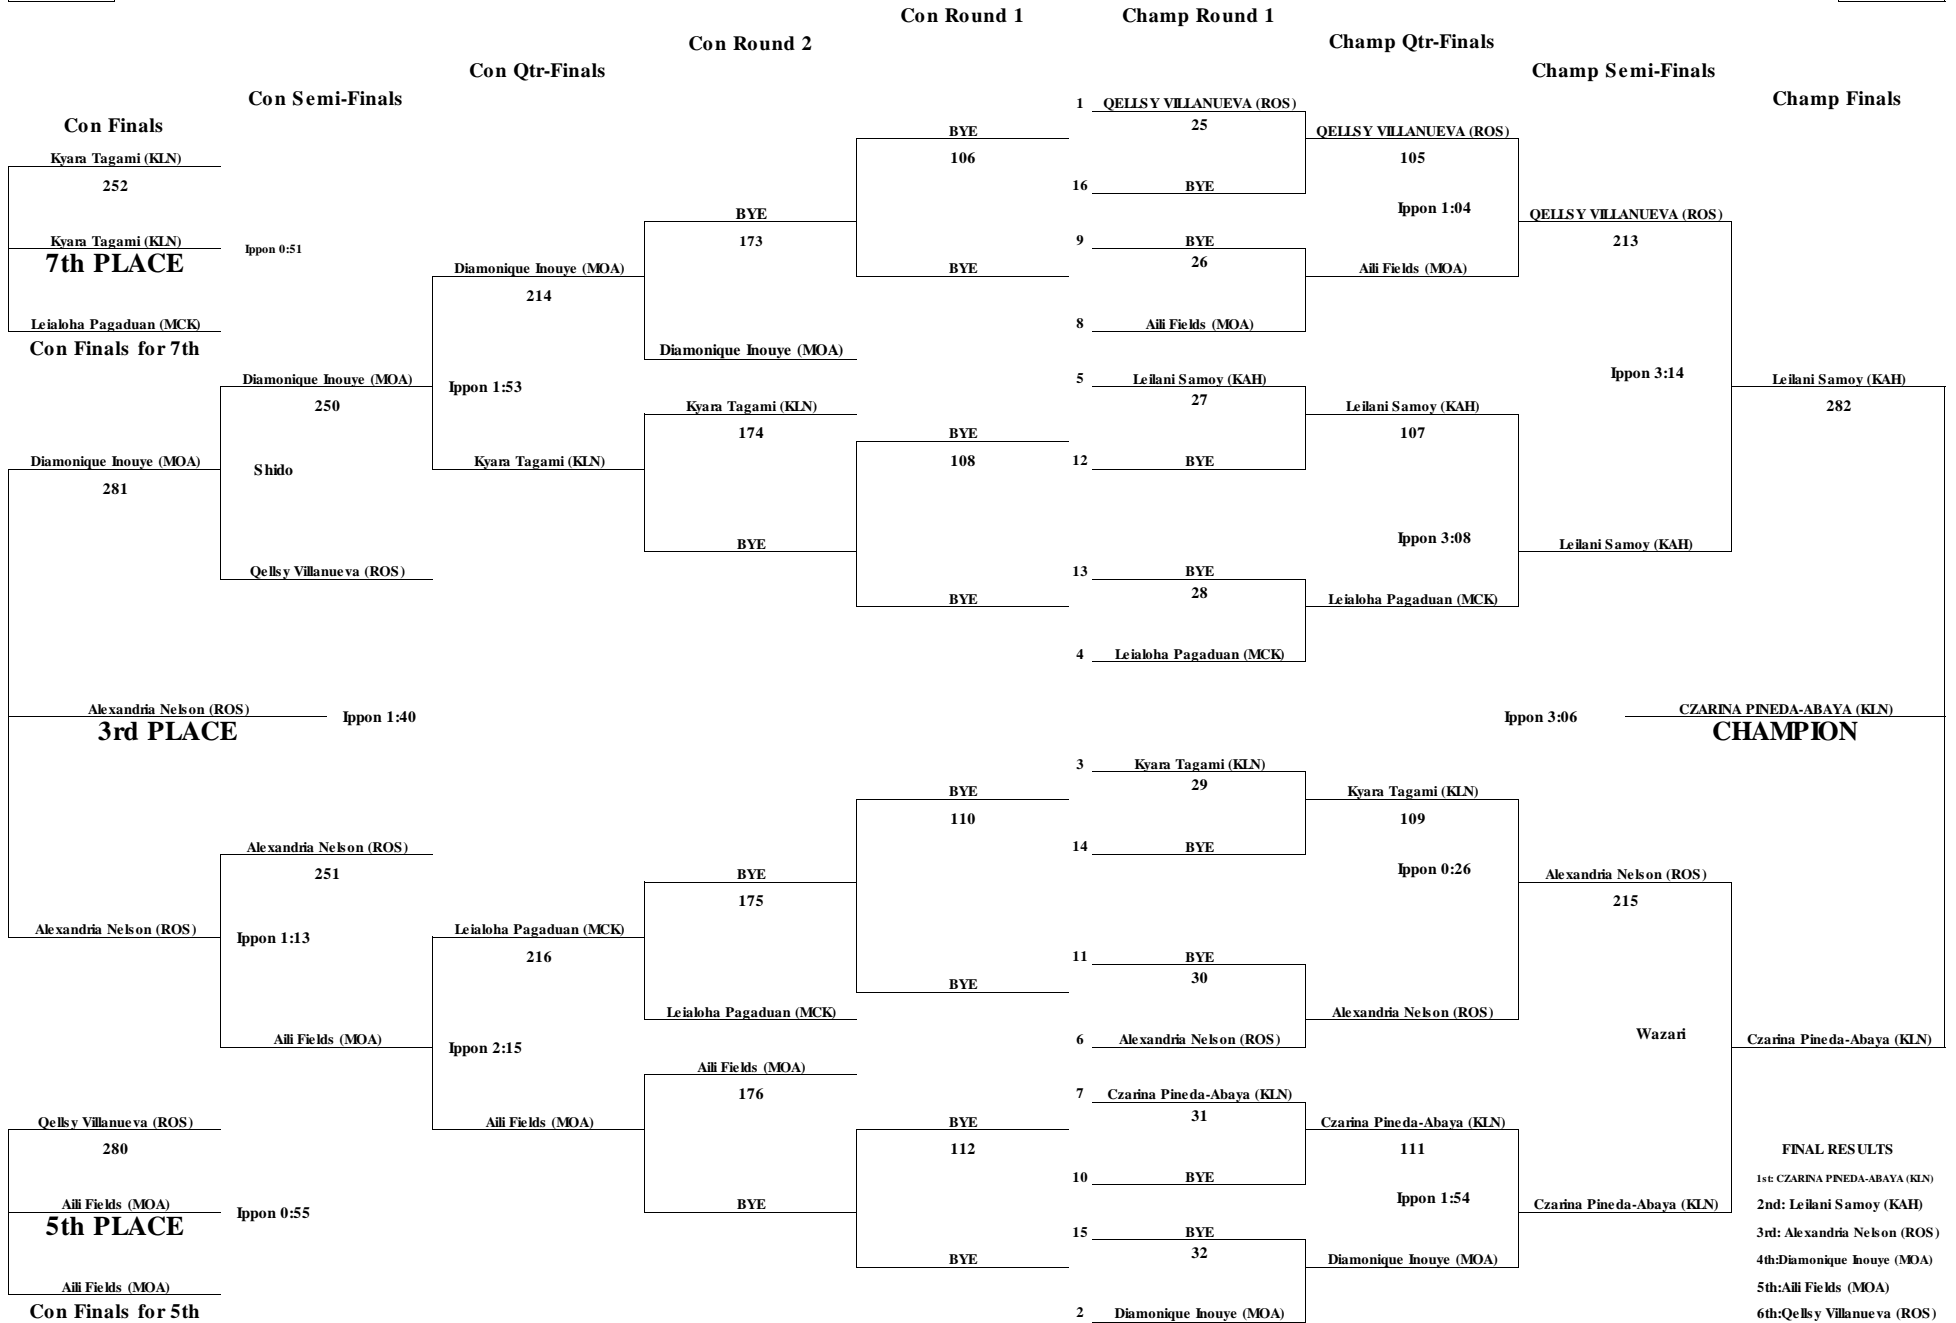 Con Round 1
Champ Round 1
Con Round 2
Champ Qtr-Finals
Con Qtr-Finals
Champ Semi-Finals
Con Semi-Finals
Champ Finals
Con Finals
Kyara Tagami (KLN)
252
Kyara Tagami (KLN)
7th PLACE
Ippon 0:51
Leialoha Pagaduan (MCK)
Con Finals for 7th
Diamonique Inouye (MOA)
281
Alexandria Nelson (ROS)
3rd PLACE
Ippon 1:40
Alexandria Nelson (ROS)
Qellsy Villanueva (ROS)
280
Aili Fields (MOA)
5th PLACE
Ippon 0:55
Aili Fields (MOA)
Con Finals for 5th
Diamonique Inouye (MOA)
250
Shido
Qellsy Villanueva (ROS)
Alexandria Nelson (ROS)
251
Ippon 1:13
Aili Fields (MOA)
Diamonique Inouye (MOA)
214
Ippon 1:53
Kyara Tagami (KLN)
Leialoha Pagaduan (MCK)
216
Ippon 2:15
Aili Fields (MOA)
BYE
173
Diamonique Inouye (MOA)
Kyara Tagami (KLN)
174
BYE
BYE
175
Leialoha Pagaduan (MCK)
Aili Fields (MOA)
176
BYE
BYE
106
BYE
BYE
108
BYE
BYE
110
BYE
BYE
112
BYE
1 QELLSY VILLANUEVA (ROS)
25
16 BYE
9 BYE
26
8 Aili Fields (MOA)
5 Leilani Samoy (KAH)
27
12 BYE
13 BYE
28
4 Leialoha Pagaduan (MCK)
3 Kyara Tagami (KLN)
29
14 BYE
11 BYE
30
6 Alexandria Nelson (ROS)
7 Czarina Pineda-Abaya (KLN)
31
10 BYE
15 BYE
32
2 Diamonique Inouye (MOA)
QELLSY VILLANUEVA (ROS)
105
Ippon 1:04
Aili Fields (MOA)
Leilani Samoy (KAH)
107
Ippon 3:08
Leialoha Pagaduan (MCK)
Kyara Tagami (KLN)
109
Ippon 0:26
Alexandria Nelson (ROS)
Czarina Pineda-Abaya (KLN)
111
Ippon 1:54
Diamonique Inouye (MOA)
QELLSY VILLANUEVA (ROS)
213
Ippon 3:14
Leilani Samoy (KAH)
Alexandria Nelson (ROS)
215
Wazari
Czarina Pineda-Abaya (KLN)
Leilani Samoy (KAH)
282
Ippon 3:06
CZARINA PINEDA-ABAYA (KLN)
CHAMPION
Czarina Pineda-Abaya (KLN)
FINAL RESULTS
1st: CZARINA PINEDA-ABAYA (KLN)
2nd: Leilani Samoy (KAH)
3rd: Alexandria Nelson (ROS)
4th:Diamonique Inouye (MOA)
5th:Aili Fields (MOA)
6th:Qellsy Villanueva (ROS)